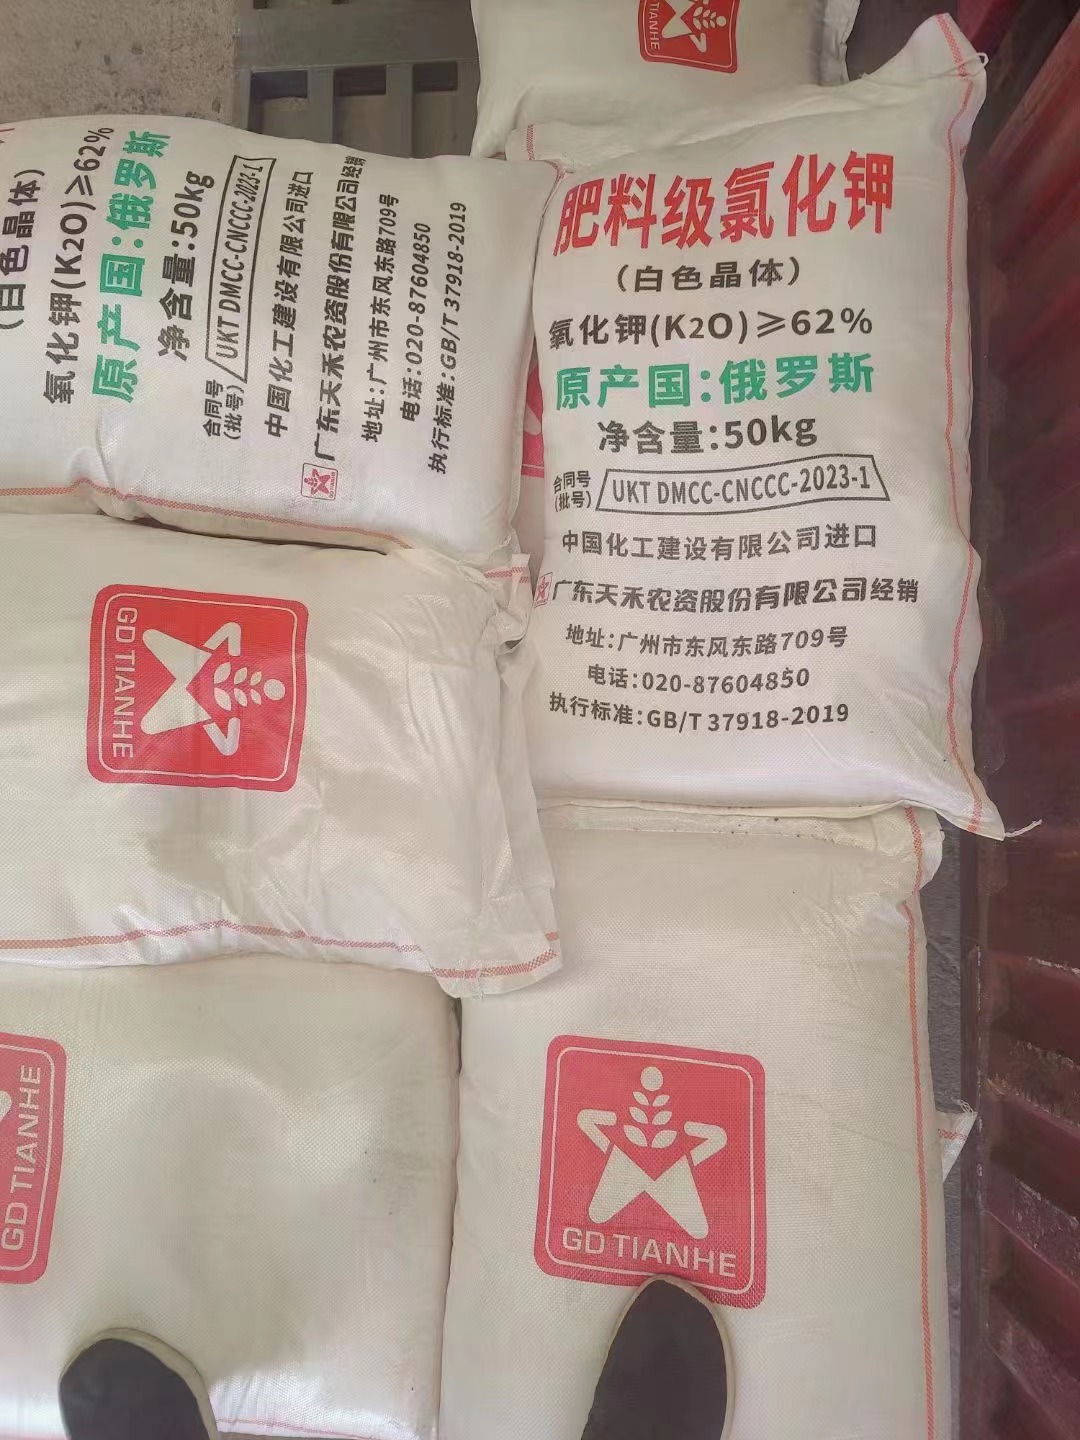 TIANHE
(白色晶体)
氧化钾(K2O)≥62%
原产国:俄罗斯
净含量:50kg
合同号
(批号)
UKT DMCC-CNCCC-2023-1
中国化工建设有限公司进口
广东天禾农资股份有限公司经销
地址:广州市东风东路709号
电话:020-87604850
执行标准:GB/T 37918-2019
肥料级氯化钾
(白色晶体)
氧化钾(K2O)≥62%
原产国:俄罗斯
净含量:50kg
合同号
(批号)
UKT DMCC-CNCCC-2023-1
中国化工建设有限公司进口
广东天禾农资股份有限公司经销
地址:广州市东风东路709号
电话:020-87604850
执行标准:GB/T 37918-2019
GD TIANHE
GD TIANHE
GD TIANHE